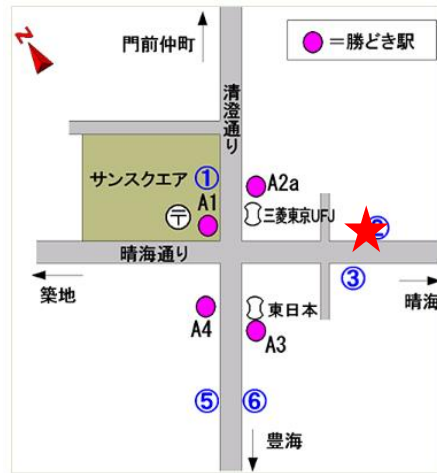 N
門前仲町
=勝どき駅
清澄通り
サンスクエア
①
A2a
A1
〒
三菱東京UFJ
②
晴海通り
③
築地
晴海
A4
東日本
A3
⑤
⑥
豊海